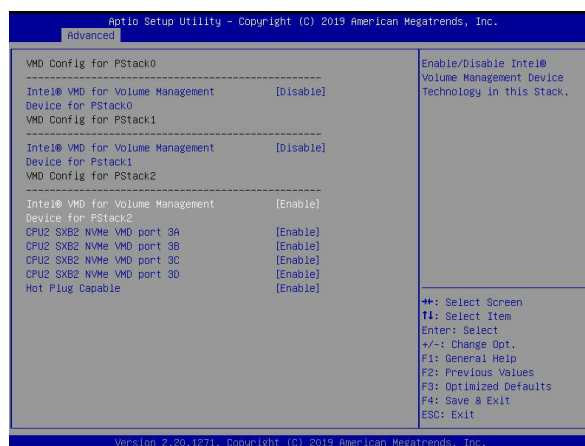 Aptio Setup Utility – Copyright (C) 2019 American Megatrends, Inc.
Advanced
VMD Config for PStack0
------------------------------------------------
Intel® VMD for Volume Management [Disable]
Device for PStack0
VMD Config for PStack1
------------------------------------------------
Intel® VMD for Volume Management [Disable]
Device for Pstack1
VMD Config for PStack2
------------------------------------------------
Intel® VMD for Volume Management [Enable]
Device for PStack2
CPU2 SXB2 NVMe VMD port 3A [Enable]
CPU2 SXB2 NVMe VMD port 3B [Enable]
CPU2 SXB2 NVMe VMD port 3C [Enable]
CPU2 SXB2 NVMe VMD port 3D [Enable]
Hot Plug Capable [Enable]
Enable/Disable Intel®
Volume Management Device
Technology in this Stack.
→←: Select Screen
↑↓: Select Item
Enter: Select
+/-: Change Opt.
F1: General Help
F2: Previous Values
F3: Optimized Defaults
F4: Save & Exit
ESC: Exit
Version 2.20.1271. Copyright (C) 2019 American Megatrends, Inc.